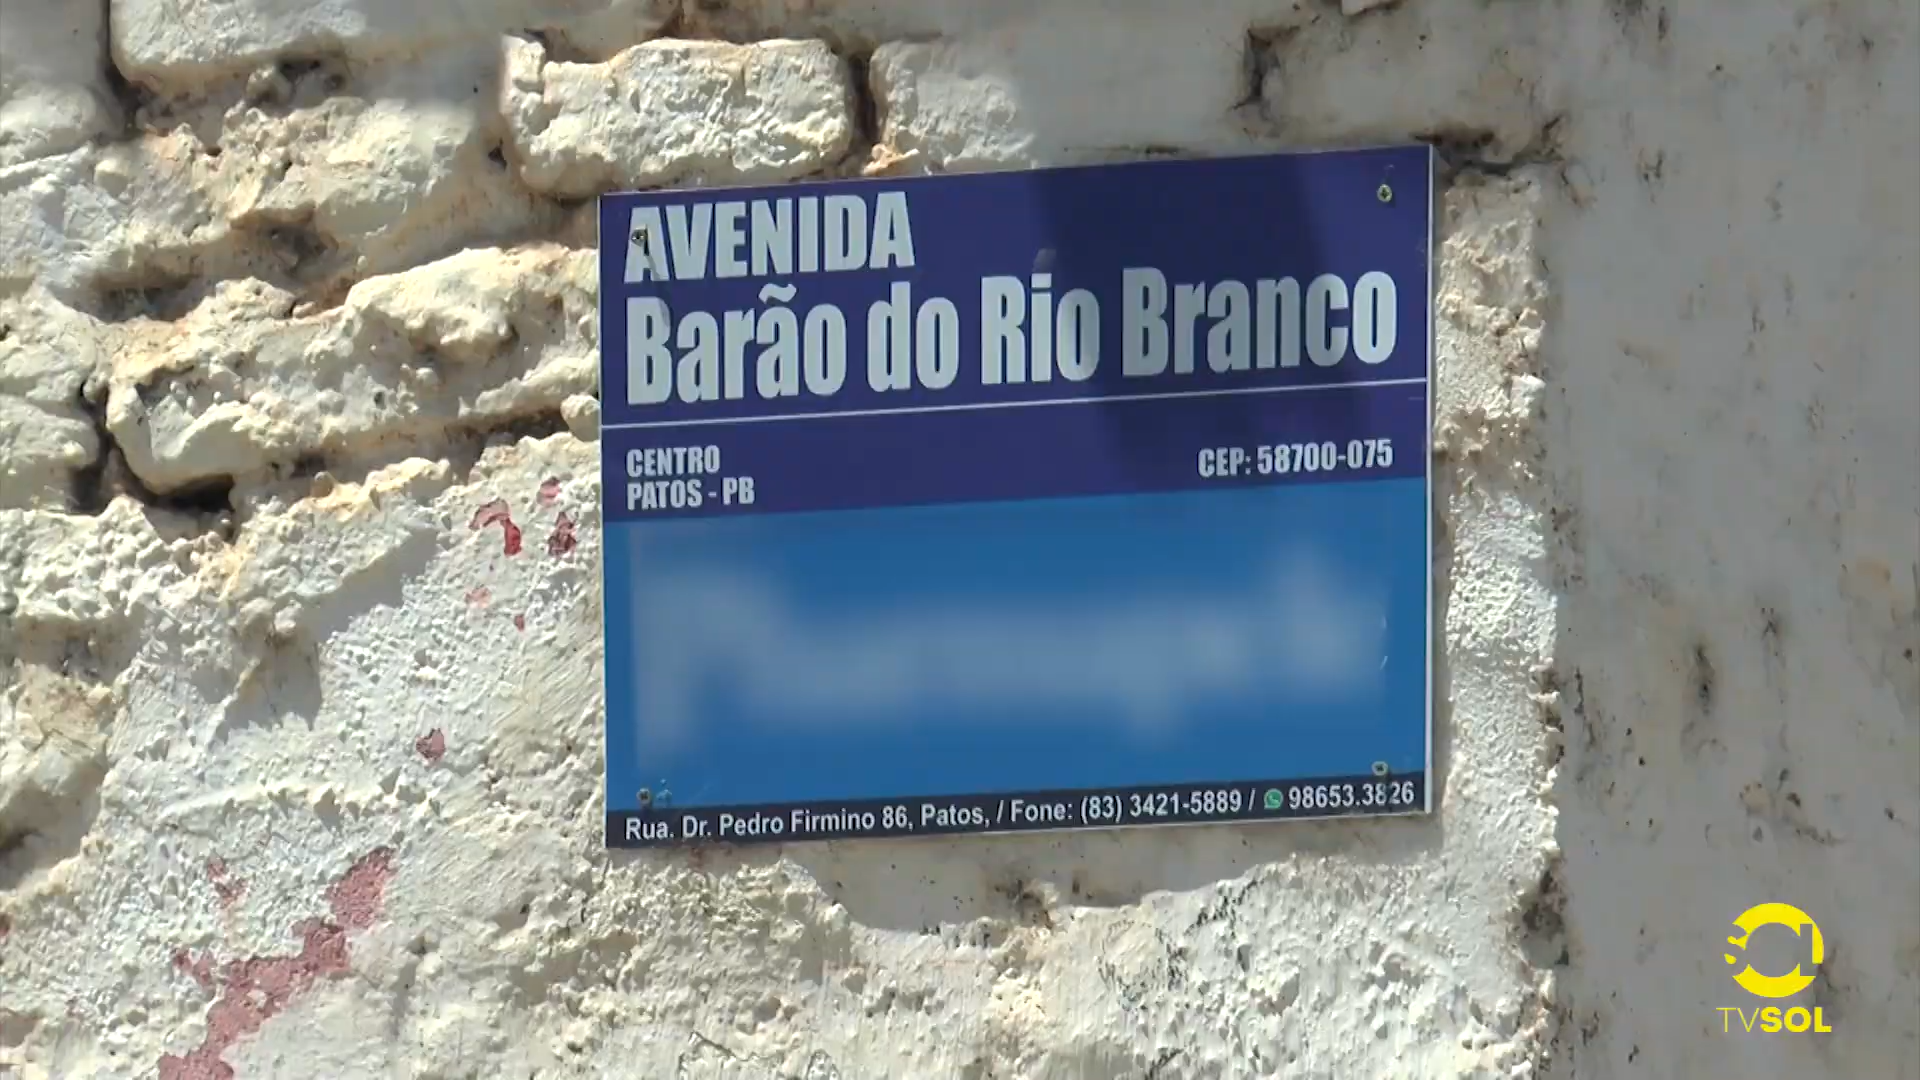 AVENIDA
Barão do Rio Branco
CENTRO
PATOS - PB
CEP: 58700-075
Rua. Dr. Pedro Firmino 86, Patos, / Fone: (83) 3421-5889 / 98653.3826
TVSOL